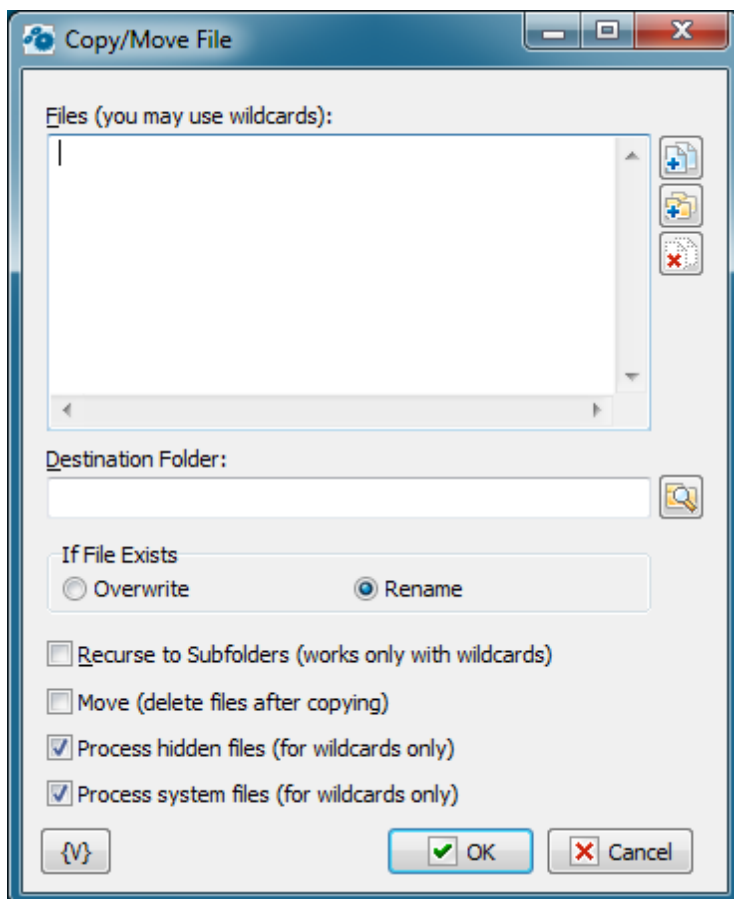 Copy/Move File
Files (you may use wildcards):
Destination Folder:
If File Exists
Overwrite Rename
Recurse to Subfolders (works only with wildcards)
Move (delete files after copying)
Process hidden files (for wildcards only)
Process system files (for wildcards only)
{V} OK Cancel